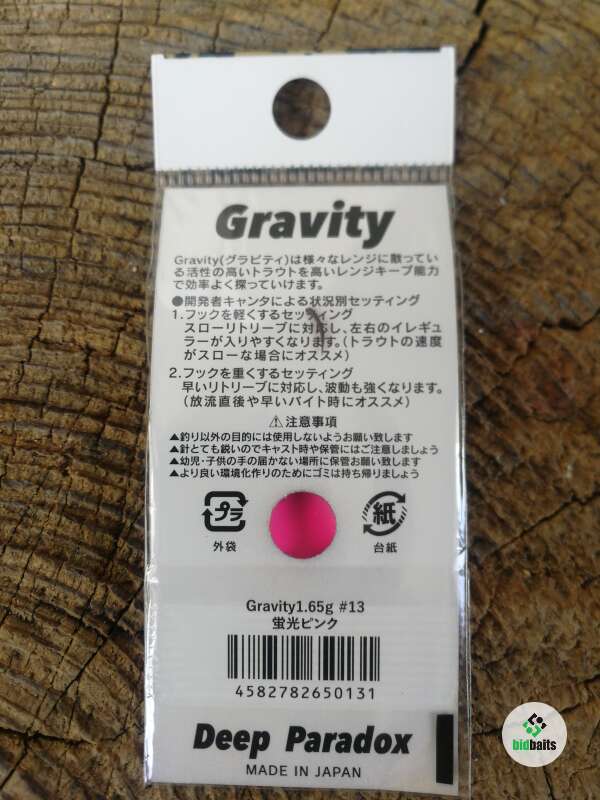 Gravity
Gravity(グラビティ)は様々なレンジに散ってい
る活性の高いトラウトを高いレンジキープ能力
で効率よく探っていけます。
●開発者キャンタによる状況別セッティング
1.フックを軽くするセッティング
スローリトリーブに対応し、左右のイレギュ
ラーが入りやすくなります。(トラウトの速度
がスローな場合にオススメ)
2.フックを重くするセッティング
早いリトリーブに対応し、波動も強くなります。
(放流直後や早いバイト時にオススメ)
⚠注意事項
▲釣り以外の目的には使用しないようお願い致します
▲針とても鋭いのでキャスト時や保管にはご注意しましょう
▲幼児・子供の手の届かない場所に保管お願い致します
▲より良い環境化作りのためにゴミは持ち帰りましょう
プラ 紙
外袋 台紙
Gravity1.65g #13
蛍光ピンク
4582782650131
Deep Paradox
MADE IN JAPAN
bidbaits